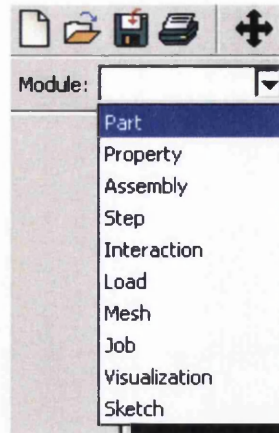 Module:
Part
Property
Assembly
Step
Interaction
Load
Mesh
Job
Visualization
Sketch